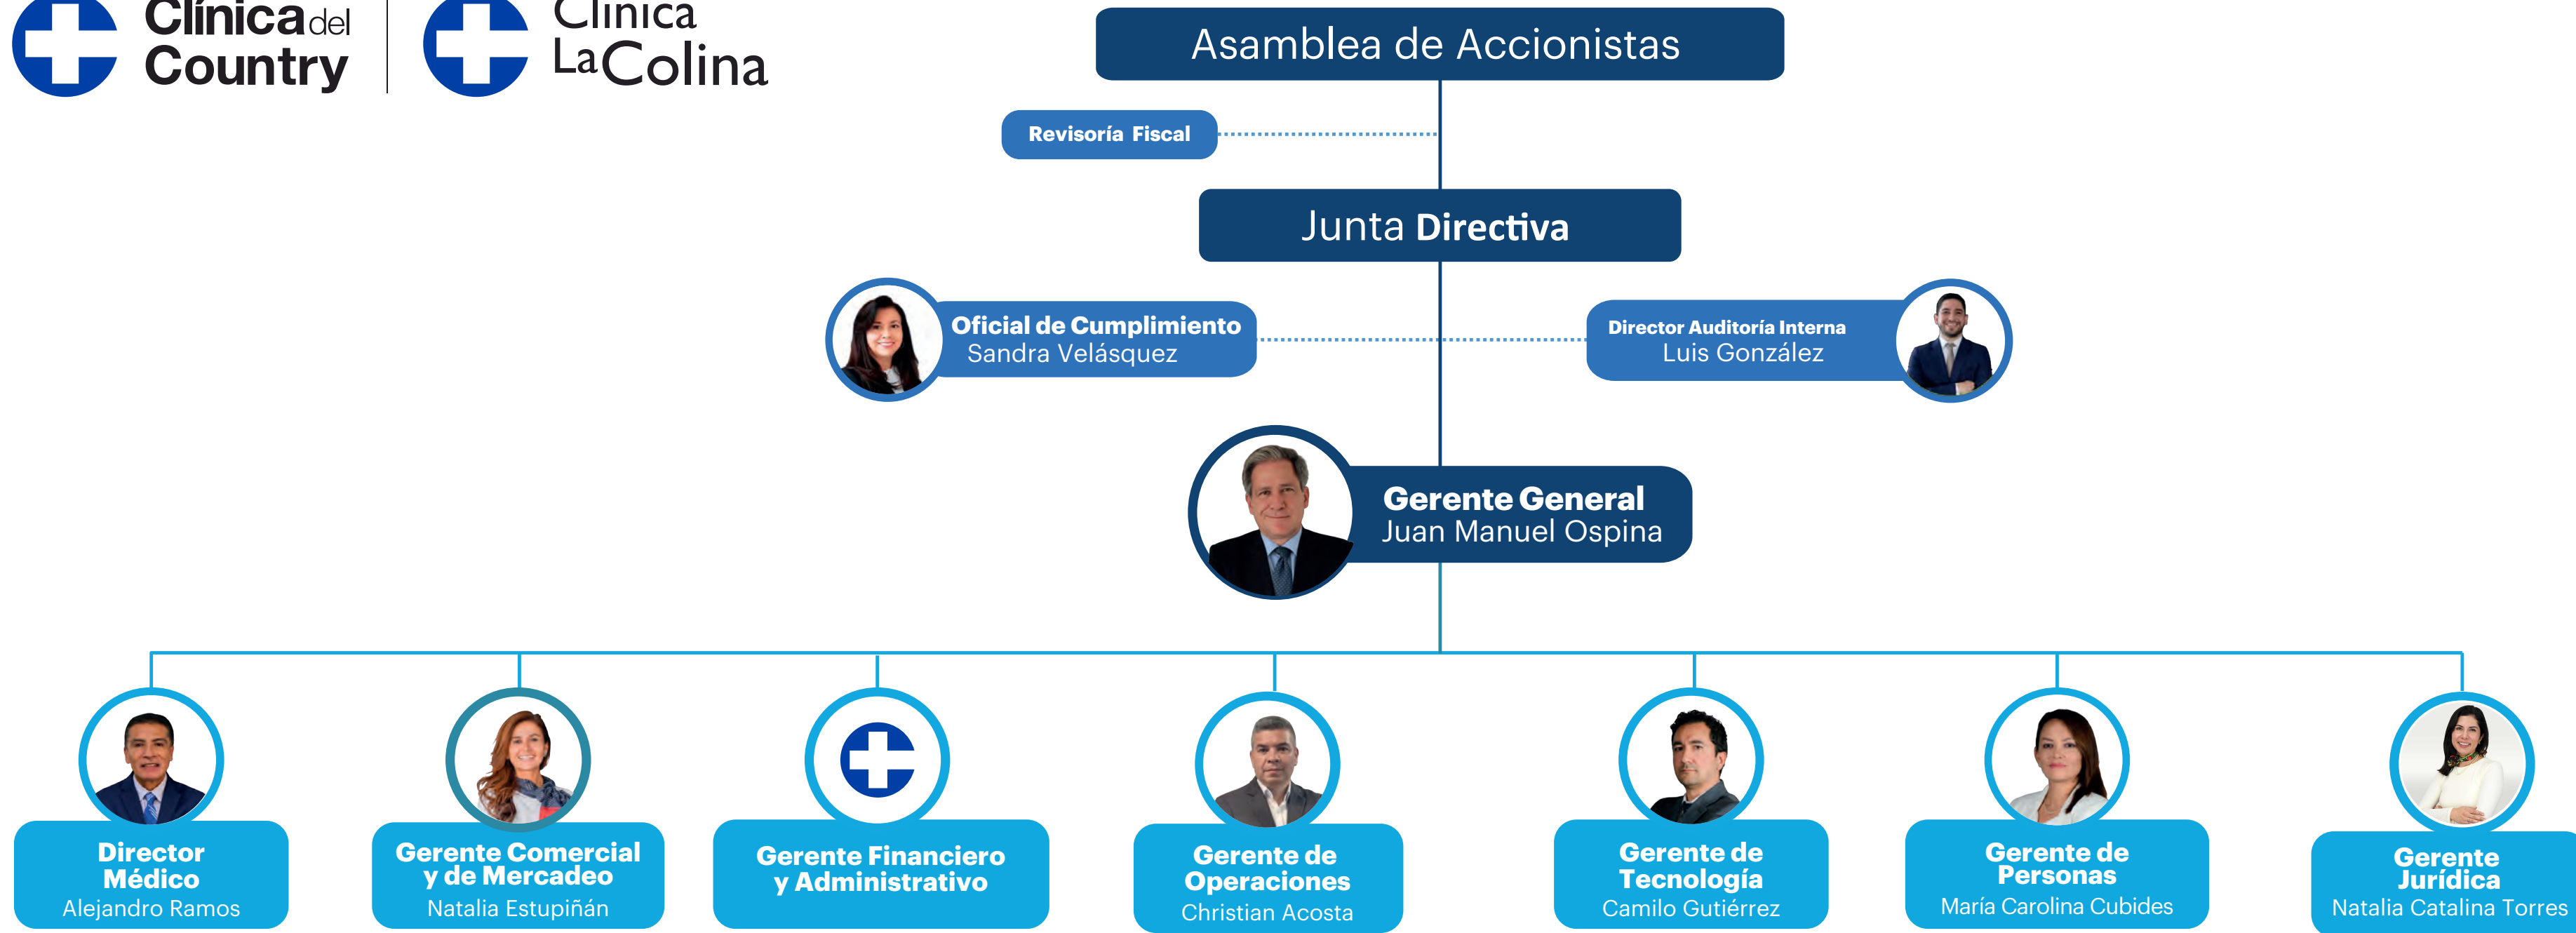 Clínica del
Country
Clínica
La Colina
Asamblea de Accionistas
Revisoría Fiscal
Junta Directiva
Oficial de Cumplimiento
Sandra Velásquez
Director Auditoría Interna
Luis González
Gerente General
Juan Manuel Ospina
Director
Médico
Alejandro Ramos
Gerente Comercial
y de Mercadeo
Natalia Estupiñán
Gerente Financiero
y Administrativo
Gerente de
Operaciones
Christian Acosta
Gerente de
Tecnología
Camilo Gutiérrez
Gerente de
Personas
María Carolina Cubides
Gerente
Jurídica
Natalia Catalina Torres